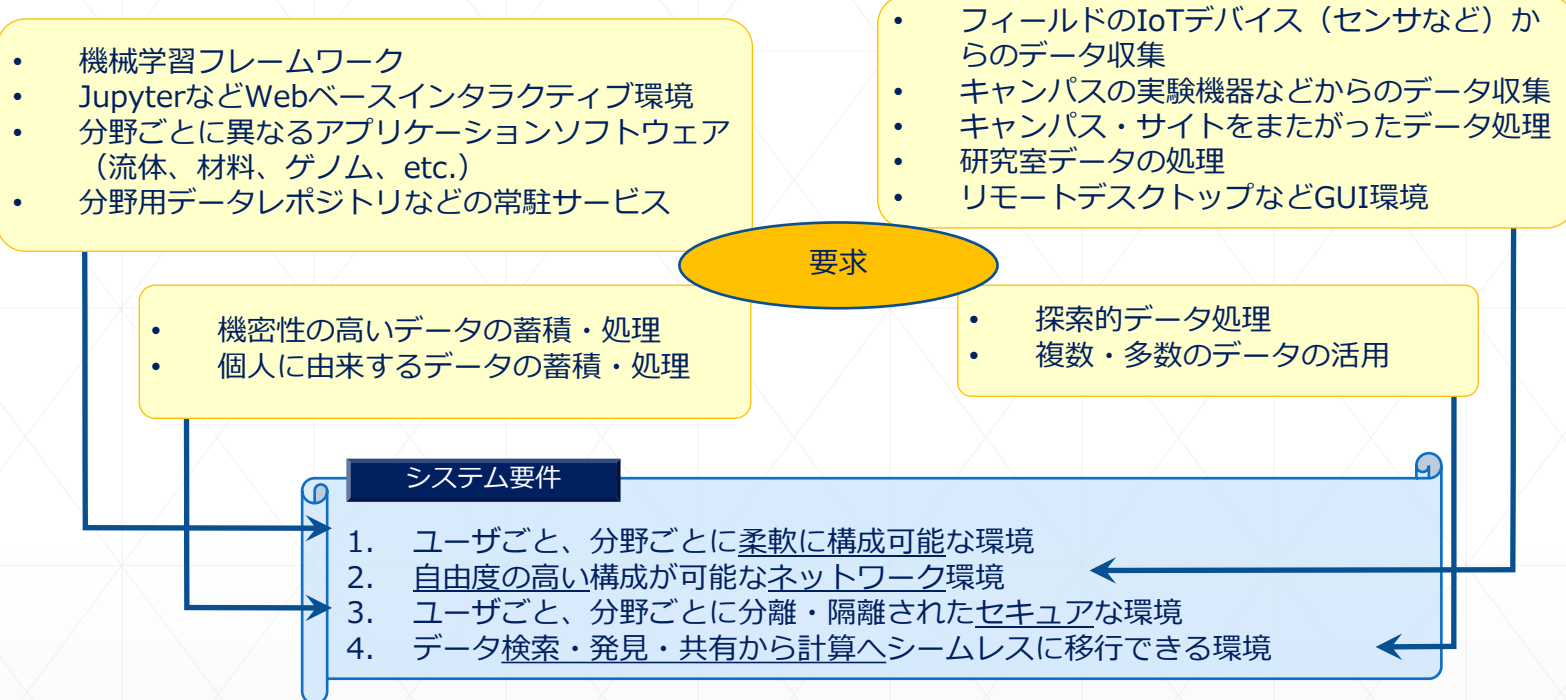 • 機械学習フレームワーク
• JupyterなどWebベースインタラクティブ環境
• 分野ごとに異なるアプリケーションソフトウェア
（流体、材料、ゲノム、etc.）
• 分野用データレポジトリなどの常駐サービス
• フィールドのIoTデバイス（センサなど）か
らのデータ収集
• キャンパスの実験機器などからのデータ収集
• キャンパス・サイトをまたがったデータ処理
• 研究室データの処理
• リモートデスクトップなどGUI環境
要求
• 機密性の高いデータの蓄積・処理
• 個人に由来するデータの蓄積・処理
• 探索的データ処理
• 複数・多数のデータの活用
システム要件
1. ユーザごと、分野ごとに柔軟に構成可能な環境
2. 自由度の高い構成が可能なネットワーク環境
3. ユーザごと、分野ごとに分離・隔離されたセキュアな環境
4. データ検索・発見・共有から計算へシームレスに移行できる環境